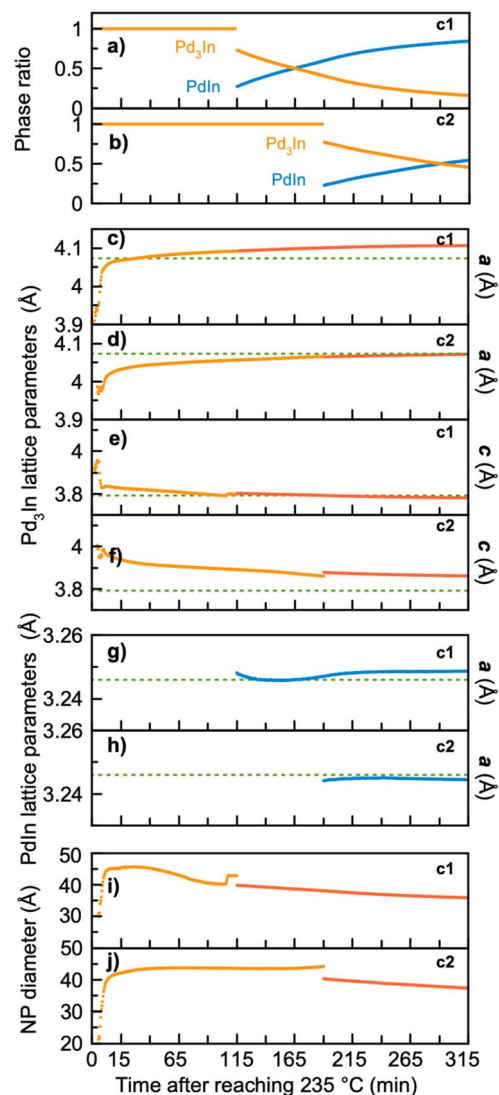 1 a) c1
Pd3In
0.5
PdIn
0
1 b) c2
Pd3In
0.5
PdIn
0
Phase ratio
c) c1
4.1
4
3.9
a (Å)
d) c2
4.1
4
3.9
a (Å)
e) c1
4
3.8
c (Å)
f) c2
4
3.8
c (Å)
Pd3In lattice parameters (Å)
3.26 g) c1
3.24
a (Å)
3.26 h) c2
3.24
a (Å)
PdIn lattice parameters (Å)
50 i) c1
40
30
50 j) c2
40
30
20
NP diameter (Å)
0 15 65 115 165 215 265 315
Time after reaching 235 °C (min)